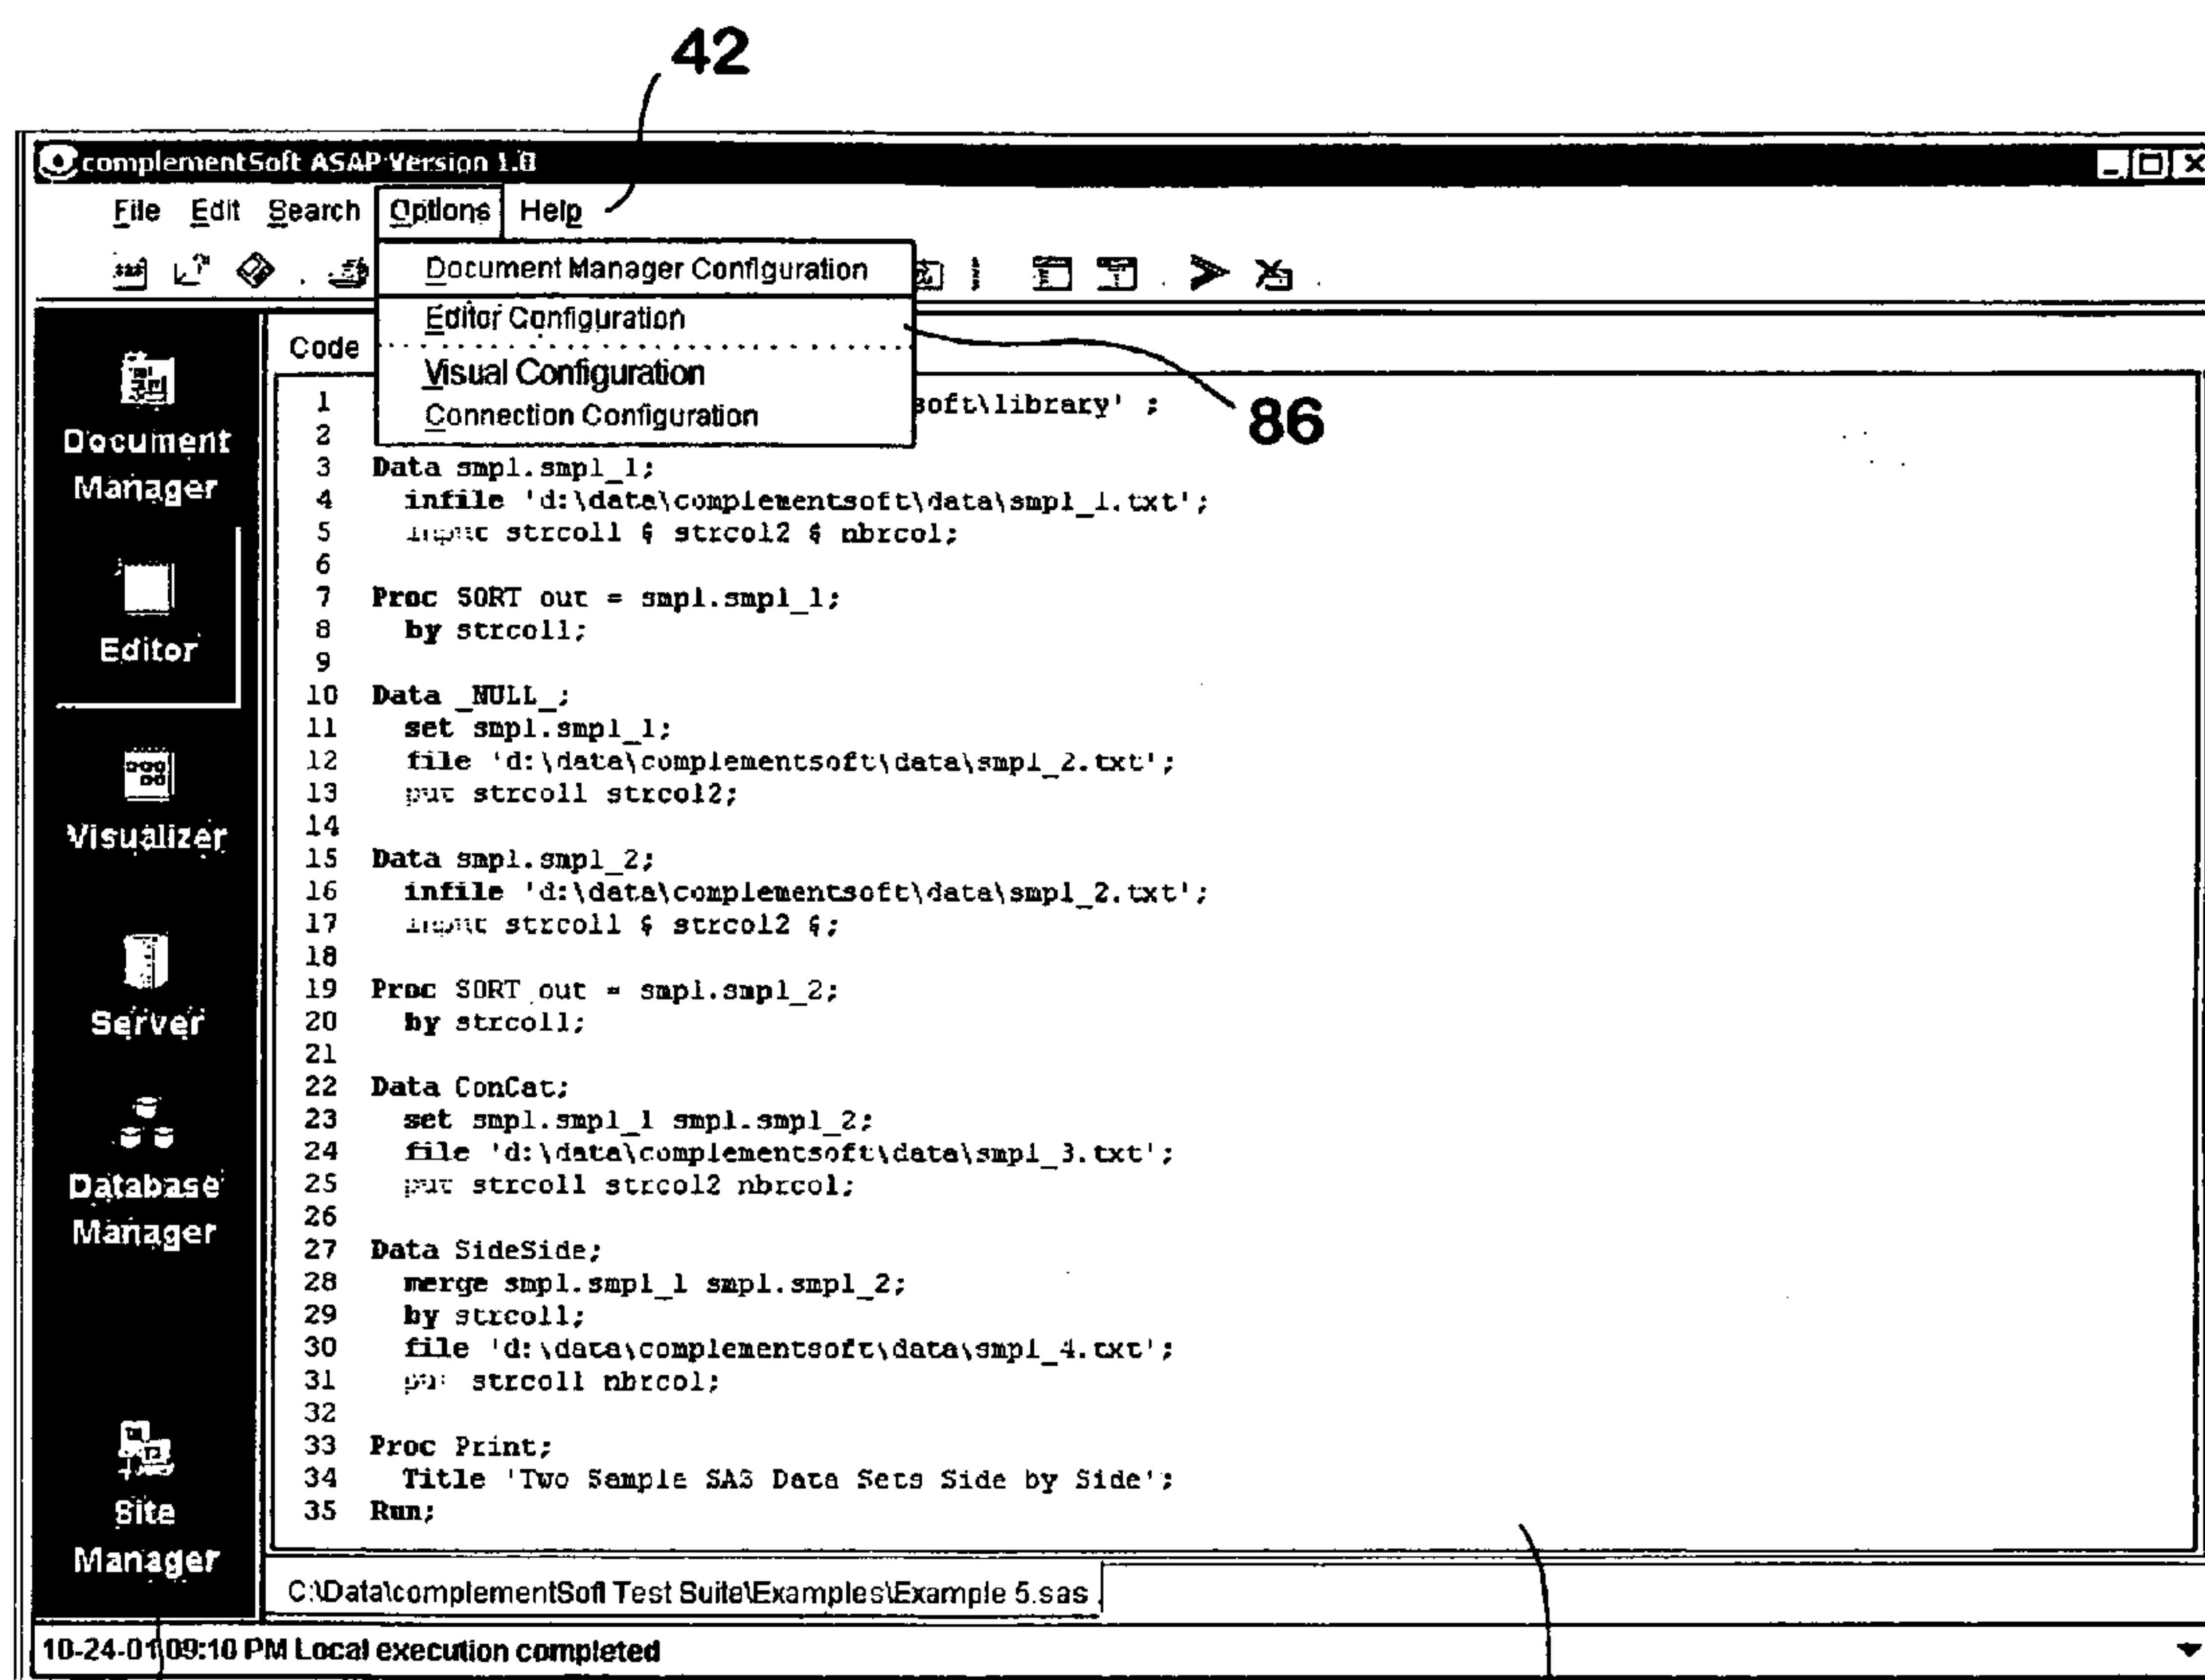 42
complementSoft ASAP Version 1.0
File Edit Search Options Help
Document Manager Configuration
Editor Configuration
Visual Configuration
Connection Configuration
86
Code
Document
Manager
Editor
Visualizer
Server
Database
Manager
Site
Manager
1 soft\library' ;
2
3 Data smpl.smpl_1;
4 infile 'd:\data\complementsoft\data\smpl_1.txt';
5 input strcol1 $ strcol2 $ nbrcol;
6
7 Proc SORT out = smpl.smpl_1;
8 by strcol1;
9
10 Data _NULL_;
11 set smpl.smpl_1;
12 file 'd:\data\complementsoft\data\smpl_2.txt';
13 put strcol1 strcol2;
14
15 Data smpl.smpl_2;
16 infile 'd:\data\complementsoft\data\smpl_2.txt';
17 input strcol1 $ strcol2 $;
18
19 Proc SORT out = smpl.smpl_2;
20 by strcol1;
21
22 Data ConCat;
23 set smpl.smpl_1 smpl.smpl_2;
24 file 'd:\data\complementsoft\data\smpl_3.txt';
25 put strcol1 strcol2 nbrcol;
26
27 Data SideSide;
28 merge smpl.smpl_1 smpl.smpl_2;
29 by strcol1;
30 file 'd:\data\complementsoft\data\smpl_4.txt';
31 put strcol1 nbrcol;
32
33 Proc Print;
34 Title 'Two Sample SAS Data Sets Side by Side';
35 Run;
C:\Data\complementSoft Test Suite\Examples\Example 5.sas
10-24-01 09:10 PM Local execution completed